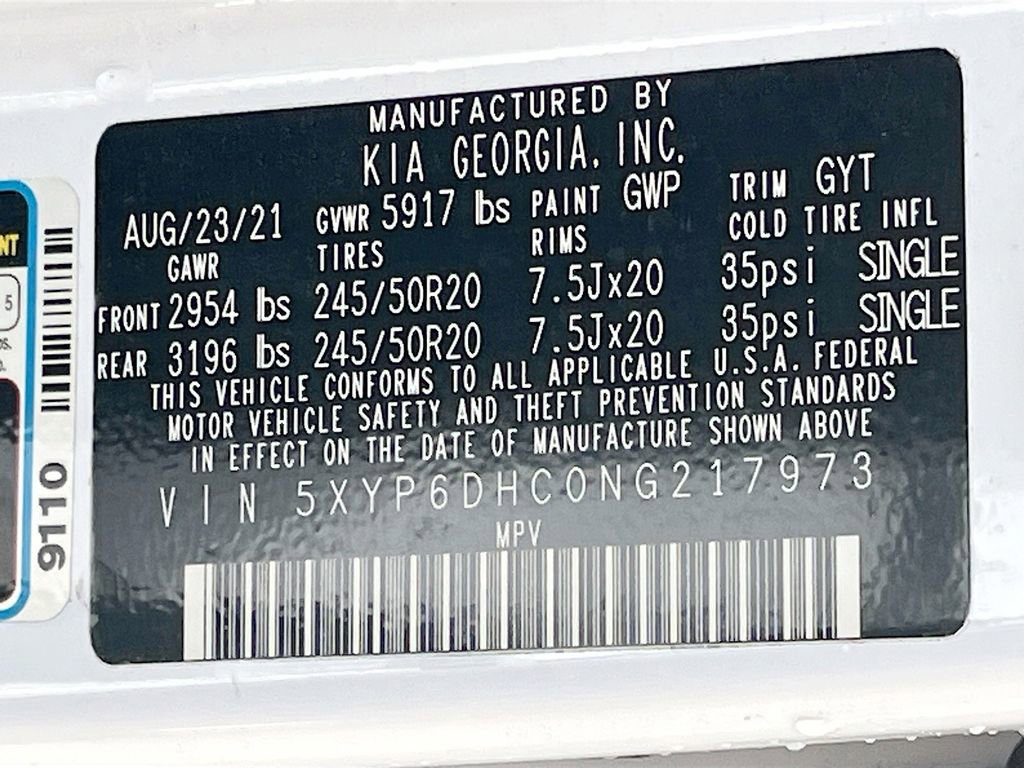 MANUFACTURED BY
KIA GEORGIA, INC.
AUG/23/21 GVWR 5917 lbs PAINT GWP TRIM GYT
GAWR TIRES RIMS COLD TIRE INFL
FRONT 2954 lbs 245/50R20 7.5Jx20 35psi SINGLE
REAR 3196 lbs 245/50R20 7.5Jx20 35psi SINGLE
THIS VEHICLE CONFORMS TO ALL APPLICABLE U.S.A. FEDERAL
MOTOR VEHICLE SAFETY AND THEFT PREVENTION STANDARDS
IN EFFECT ON THE DATE OF MANUFACTURE SHOWN ABOVE
VIN 5XYP6DHC0NG217973
MPV
9110
NT
5